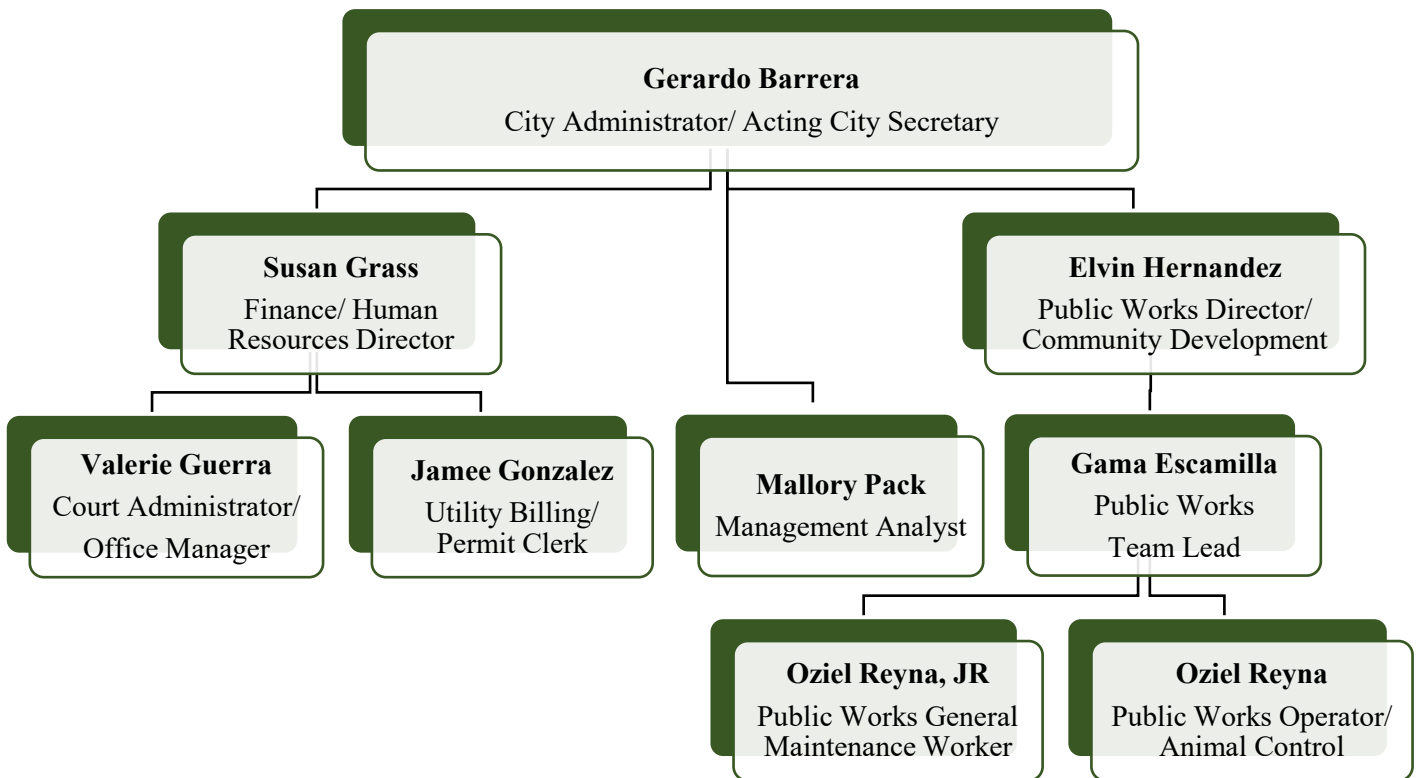 Gerardo Barrera
City Administrator/ Acting City Secretary
Susan Grass
Finance/ Human
Resources Director
Elvin Hernandez
Public Works Director/
Community Development
Valerie Guerra
Court Administrator/
Office Manager
Jamee Gonzalez
Utility Billing/
Permit Clerk
Mallory Pack
Management Analyst
Gama Escamilla
Public Works
Team Lead
Oziel Reyna, JR
Public Works General
Maintenance Worker
Oziel Reyna
Public Works Operator/
Animal Control